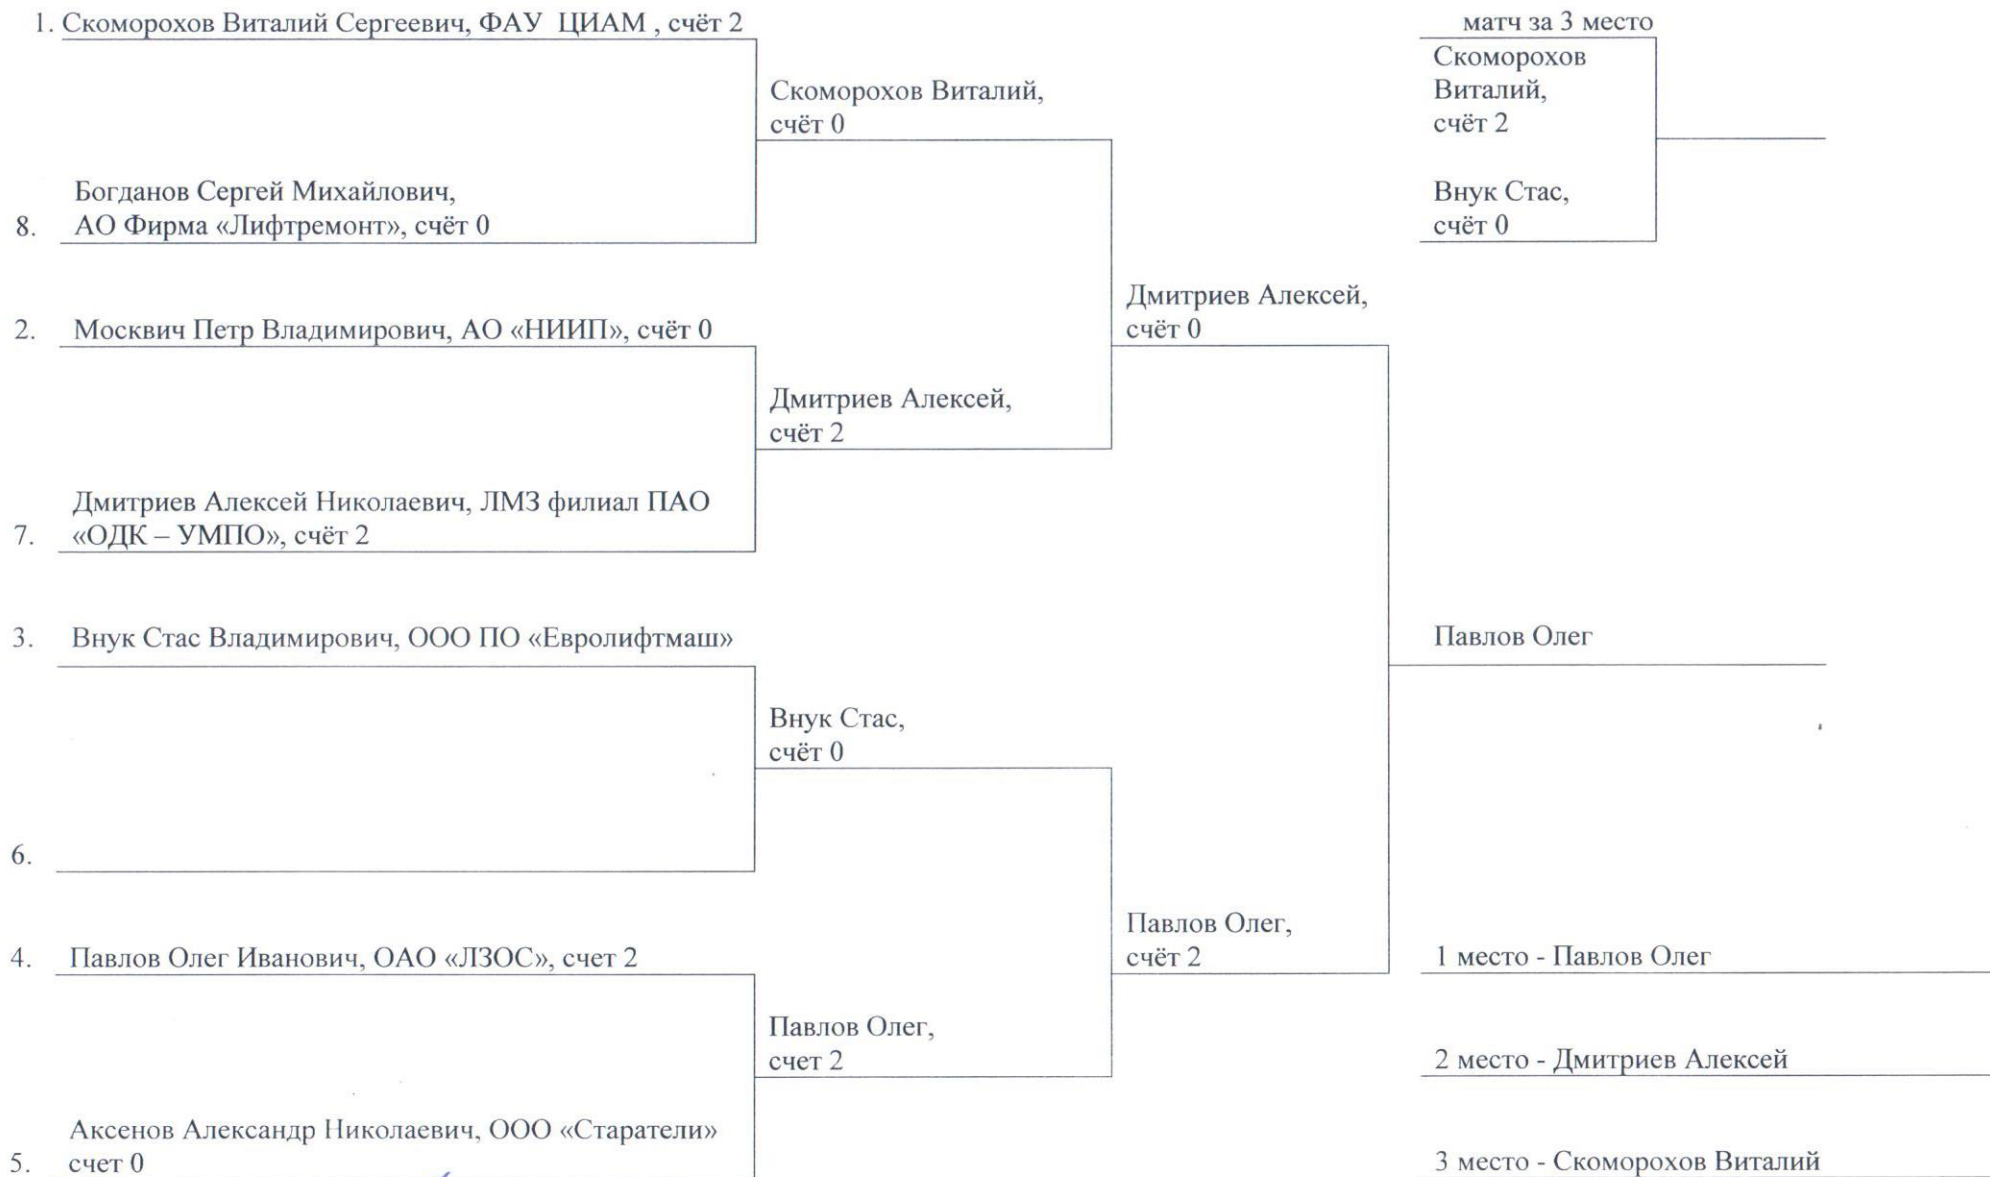 1. Скоморохов Виталий Сергеевич, ФАУ ЦИАМ , счёт 2
Богданов Сергей Михайлович,
8. АО Фирма «Лифтремонт», счёт 0
2. Москвич Петр Владимирович, АО «НИИП», счёт 0
Дмитриев Алексей Николаевич, ЛМЗ филиал ПАО
7. «ОДК – УМПО», счёт 2
3. Внук Стас Владимирович, ООО ПО «Евролифтмаш»
6.
4. Павлов Олег Иванович, ОАО «ЛЗОС», счет 2
Аксенов Александр Николаевич, ООО «Старатели»
5. счет 0
Скоморохов Виталий,
счёт 0
Дмитриев Алексей,
счёт 2
Внук Стас,
счёт 0
Павлов Олег,
счет 2
Дмитриев Алексей,
счёт 0
Павлов Олег,
счёт 2
матч за 3 место
Скоморохов
Виталий,
счёт 2
Внук Стас,
счёт 0
Павлов Олег
1 место - Павлов Олег
2 место - Дмитриев Алексей
3 место - Скоморохов Виталий